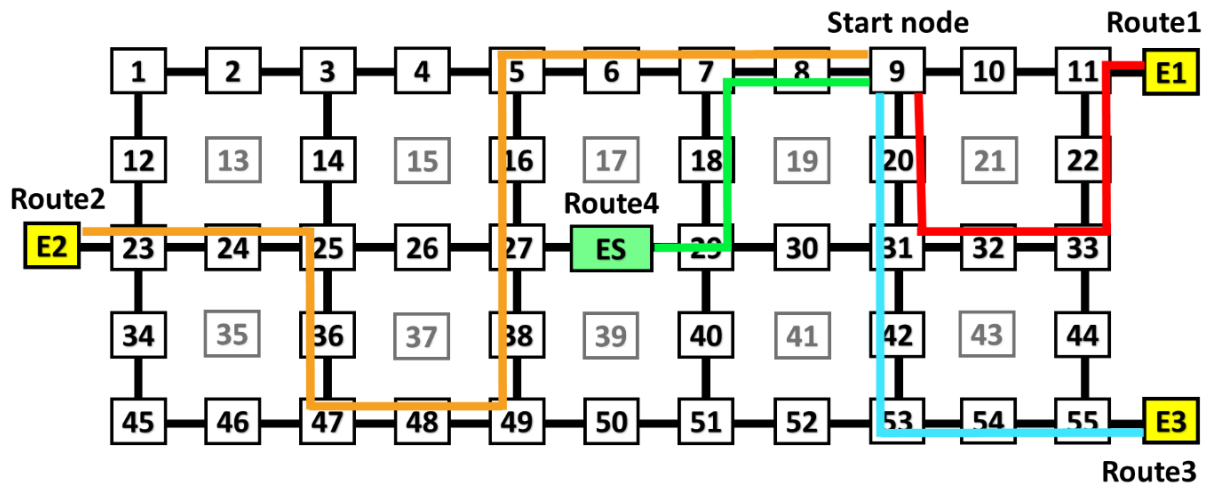 Start node
Route1
1 2 3 4 5 6 7 8 9 10 11 E1
12 13 14 15 16 17 18 19 20 21 22
Route2
Route4
E2 23 24 25 26 27 ES 29 30 31 32 33
34 35 36 37 38 39 40 41 42 43 44
45 46 47 48 49 50 51 52 53 54 55 E3
Route3